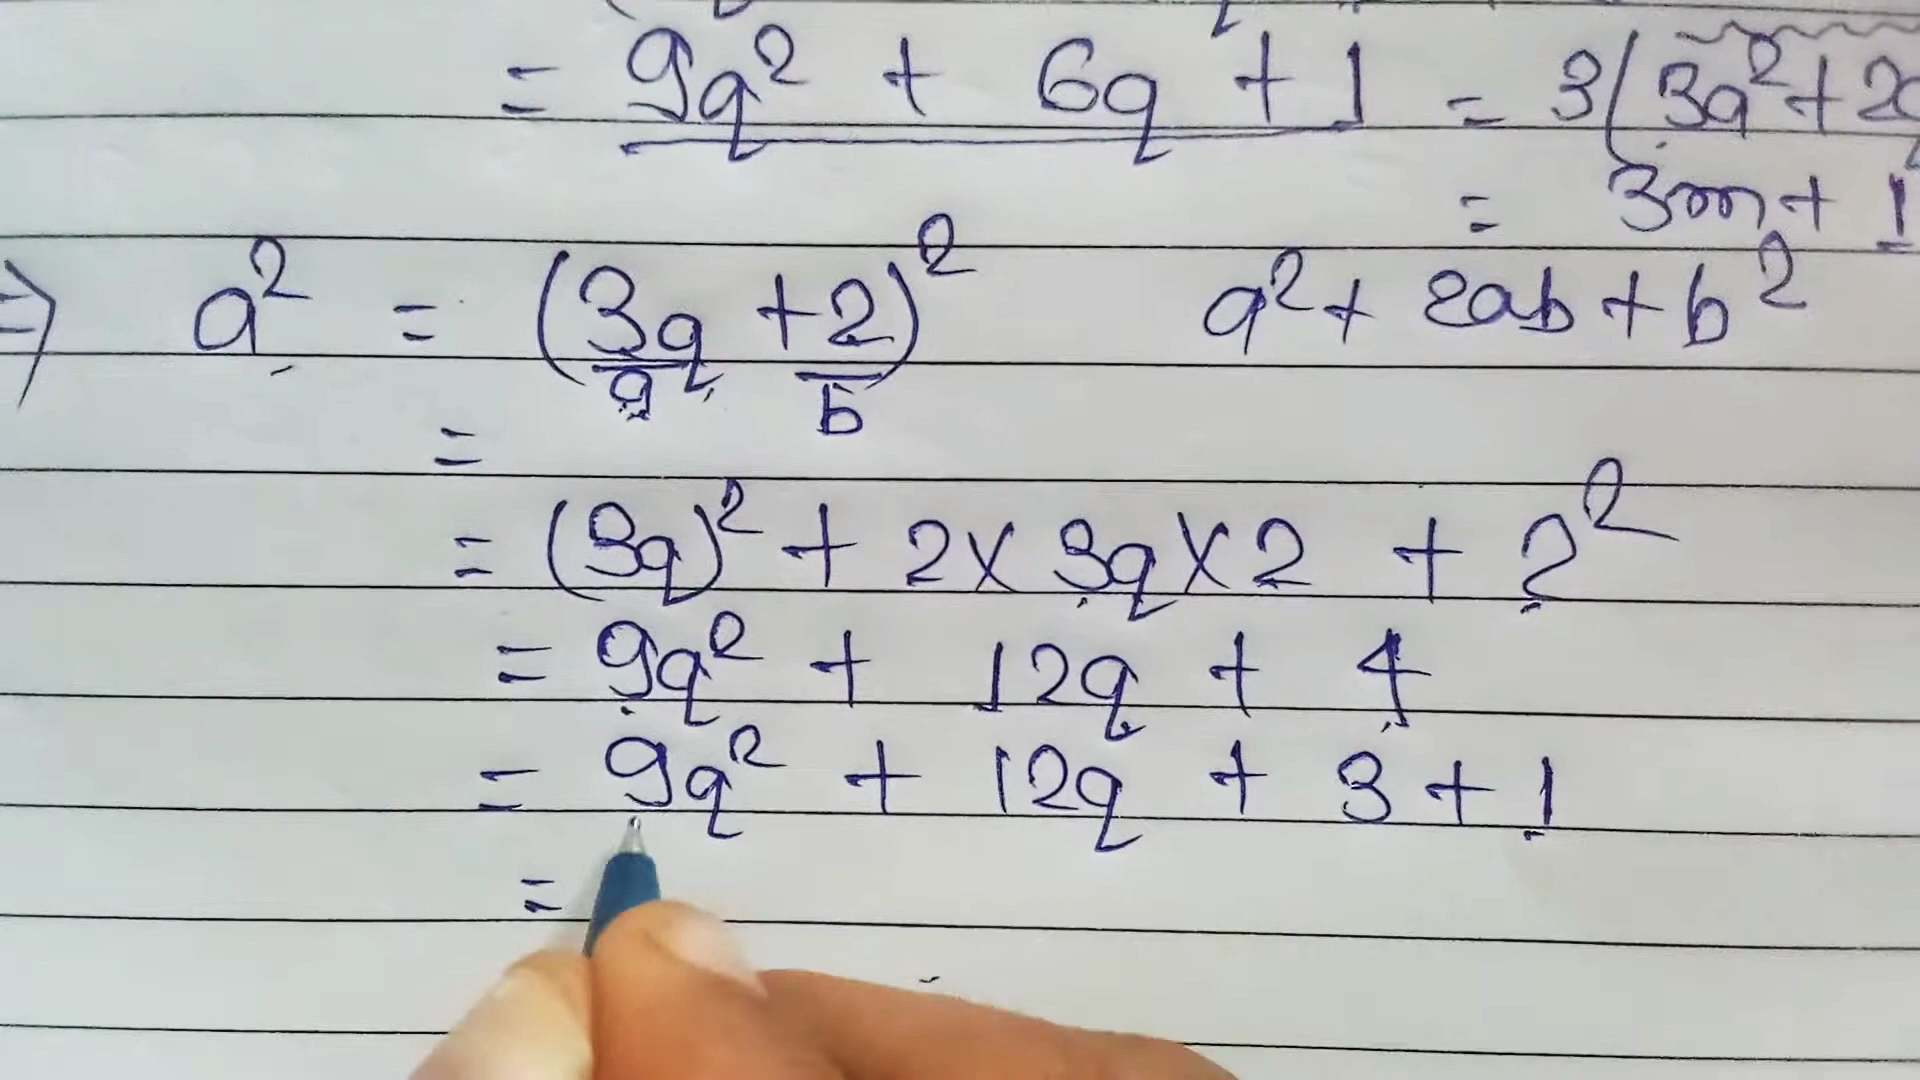 = 9q² + 6q + 1 = 3(3q² + 2q
= 3m + 1
⇒ a² = (3q + 2)² a² + 2ab + b²
a b
=
= (3q)² + 2 × 3q × 2 + 2²
= 9q² + 12q + 4
= 9q² + 12q + 3 + 1
=